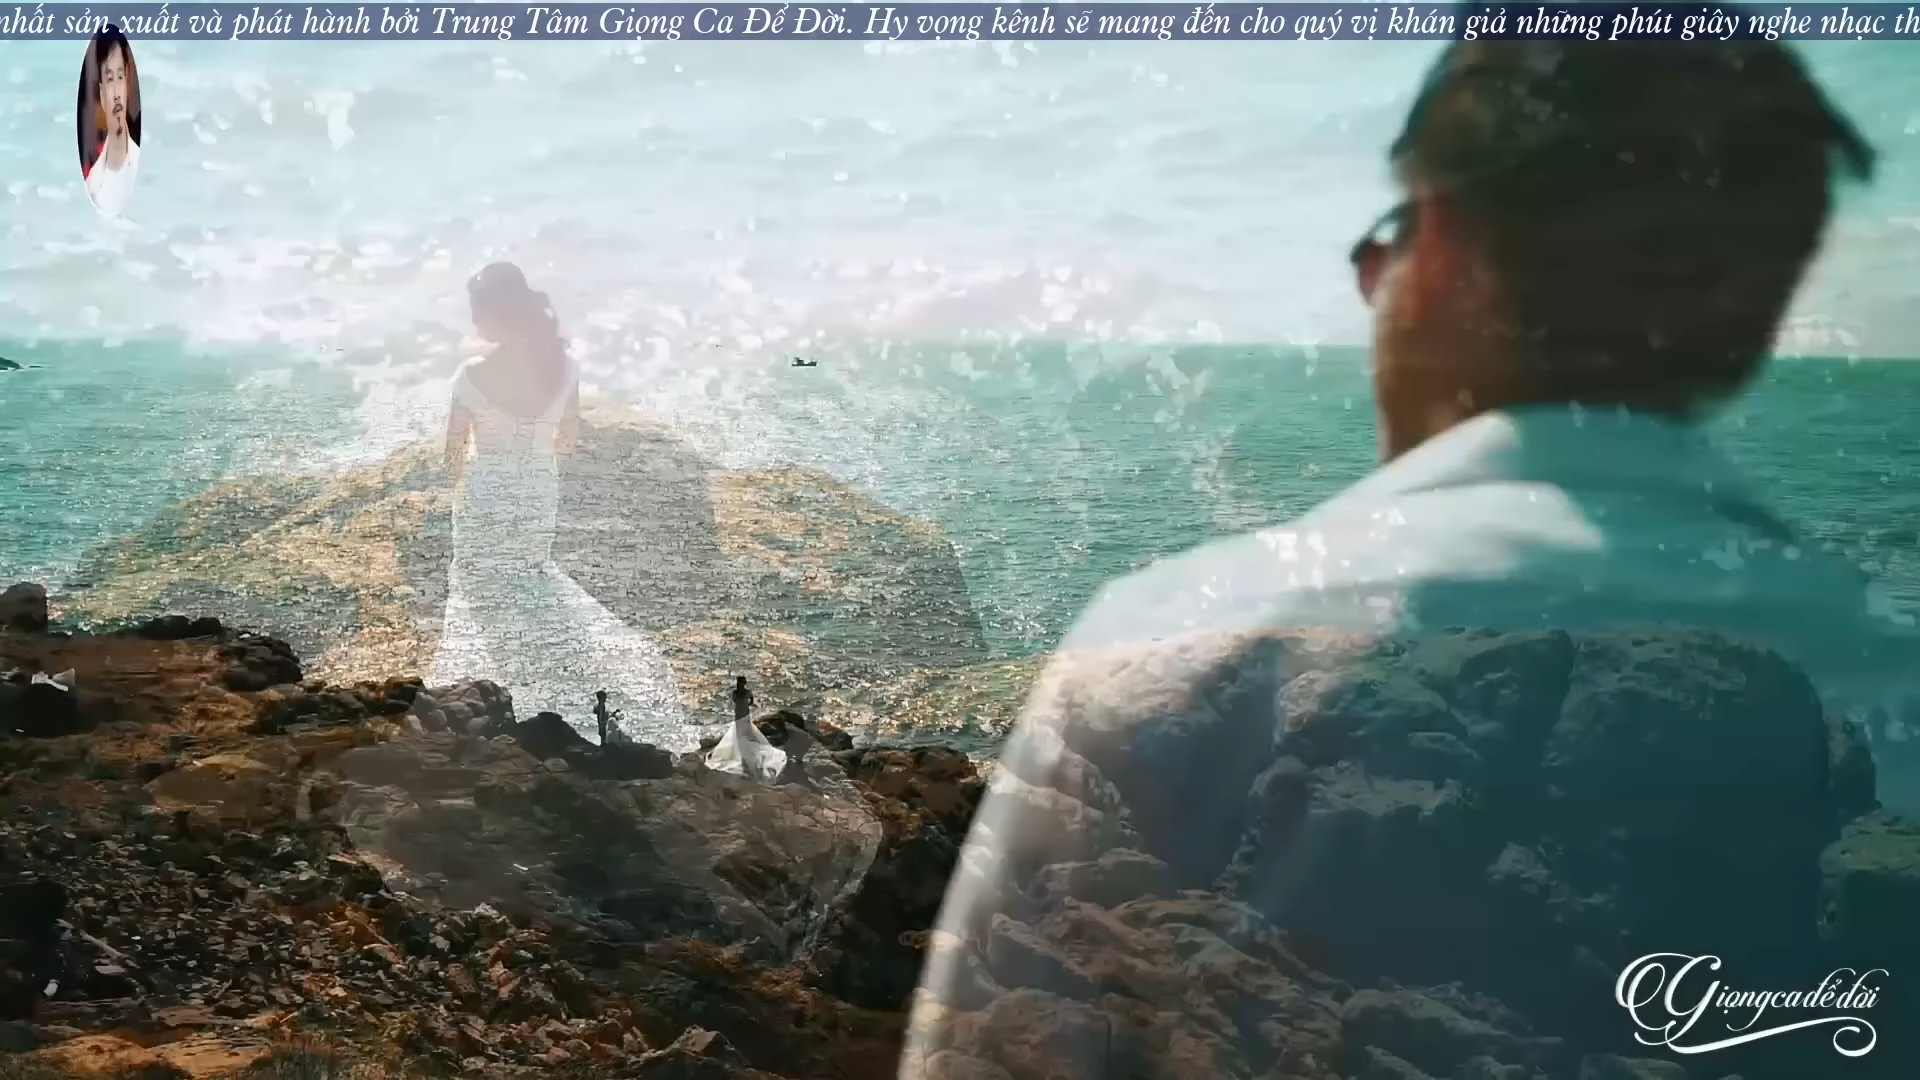 nhất sản xuất và phát hành bởi Trung Tâm Giọng Ca Để Đời. Hy vọng kênh sẽ mang đến cho quý vị khán giả những phút giây nghe nhạc th
Giọngcađểđời